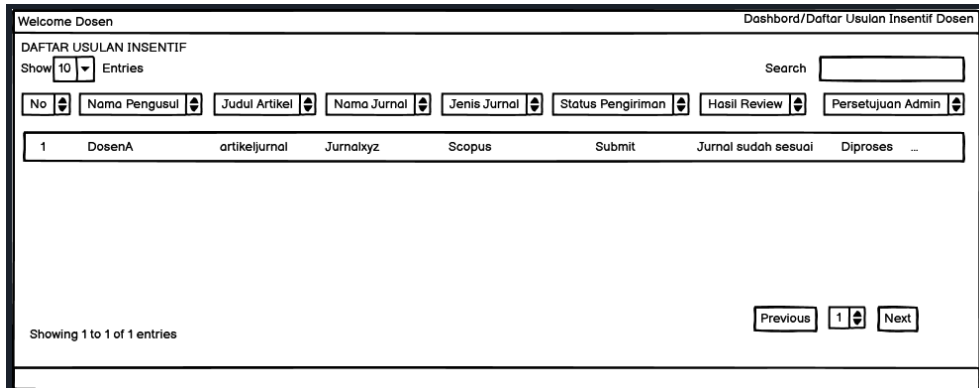 Welcome Dosen Dashbord/Daftar Usulan Insentif Dosen
DAFTAR USULAN INSENTIF
Show 10 Entries Search
No Nama Pengusul Judul Artikel Nama Jurnal Jenis Jurnal Status Pengiriman Hasil Review Persetujuan Admin
1 DosenA artikeljurnal Jurnalxyz Scopus Submit Jurnal sudah sesuai Diproses ...
Previous 1 Next
Showing 1 to 1 of 1 entries